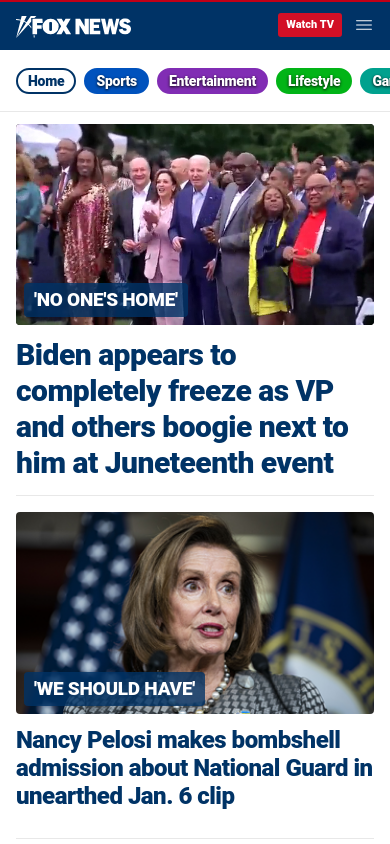 FOX NEWS
Watch TV
Home
Sports
Entertainment
Lifestyle
Ga
'NO ONE'S HOME'
Biden appears to
completely freeze as VP
and others boogie next to
him at Juneteenth event
'WE SHOULD HAVE'
Nancy Pelosi makes bombshell
admission about National Guard in
unearthed Jan. 6 clip